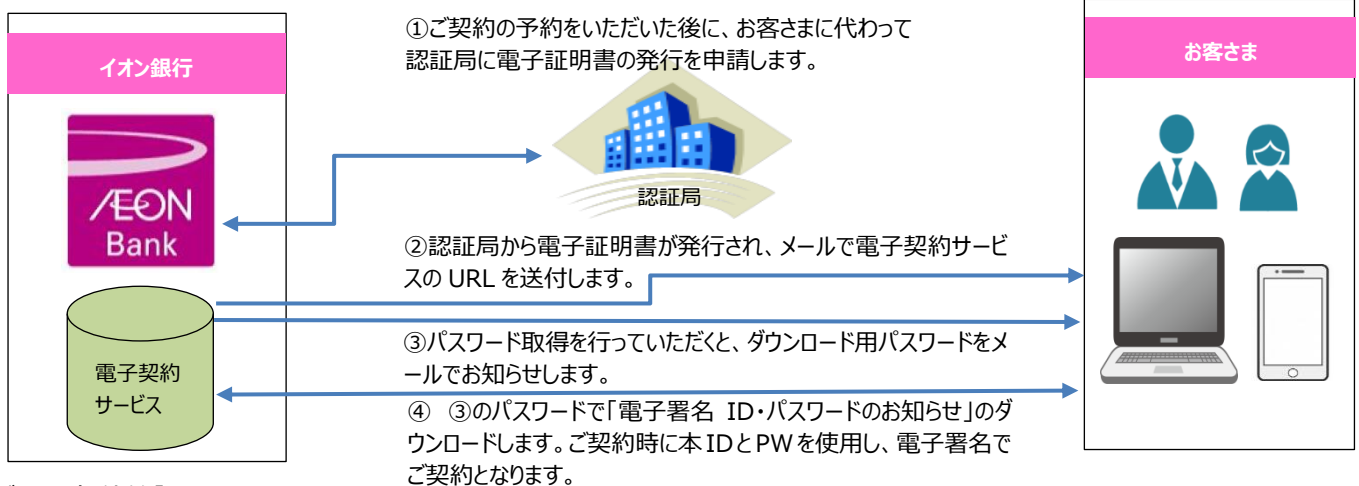 イオン銀行
ÆON
Bank
電子契約
サービス
①ご契約の予約をいただいた後に、お客さまに代わって
認証局に電子証明書の発行を申請します。
認証局
②認証局から電子証明書が発行され、メールで電子契約サービ
スの URL を送付します。
③パスワード取得を行っていただくと、ダウンロード用パスワードをメ
ールでお知らせします。
④ ③のパスワードで「電子署名 ID・パスワードのお知らせ」のダ
ウンロードします。ご契約時に本IDとPWを使用し、電子署名で
ご契約となります。
お客さま